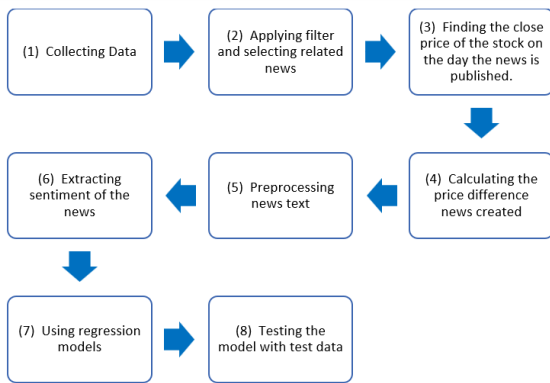 (1) Collecting Data
(2) Applying filter
and selecting related
news
(3) Finding the close
price of the stock on
the day the news is
published.
(4) Calculating the
price difference
news created
(5) Preprocessing
news text
(6) Extracting
sentiment of the
news
(7) Using regression
models
(8) Testing the
model with test data